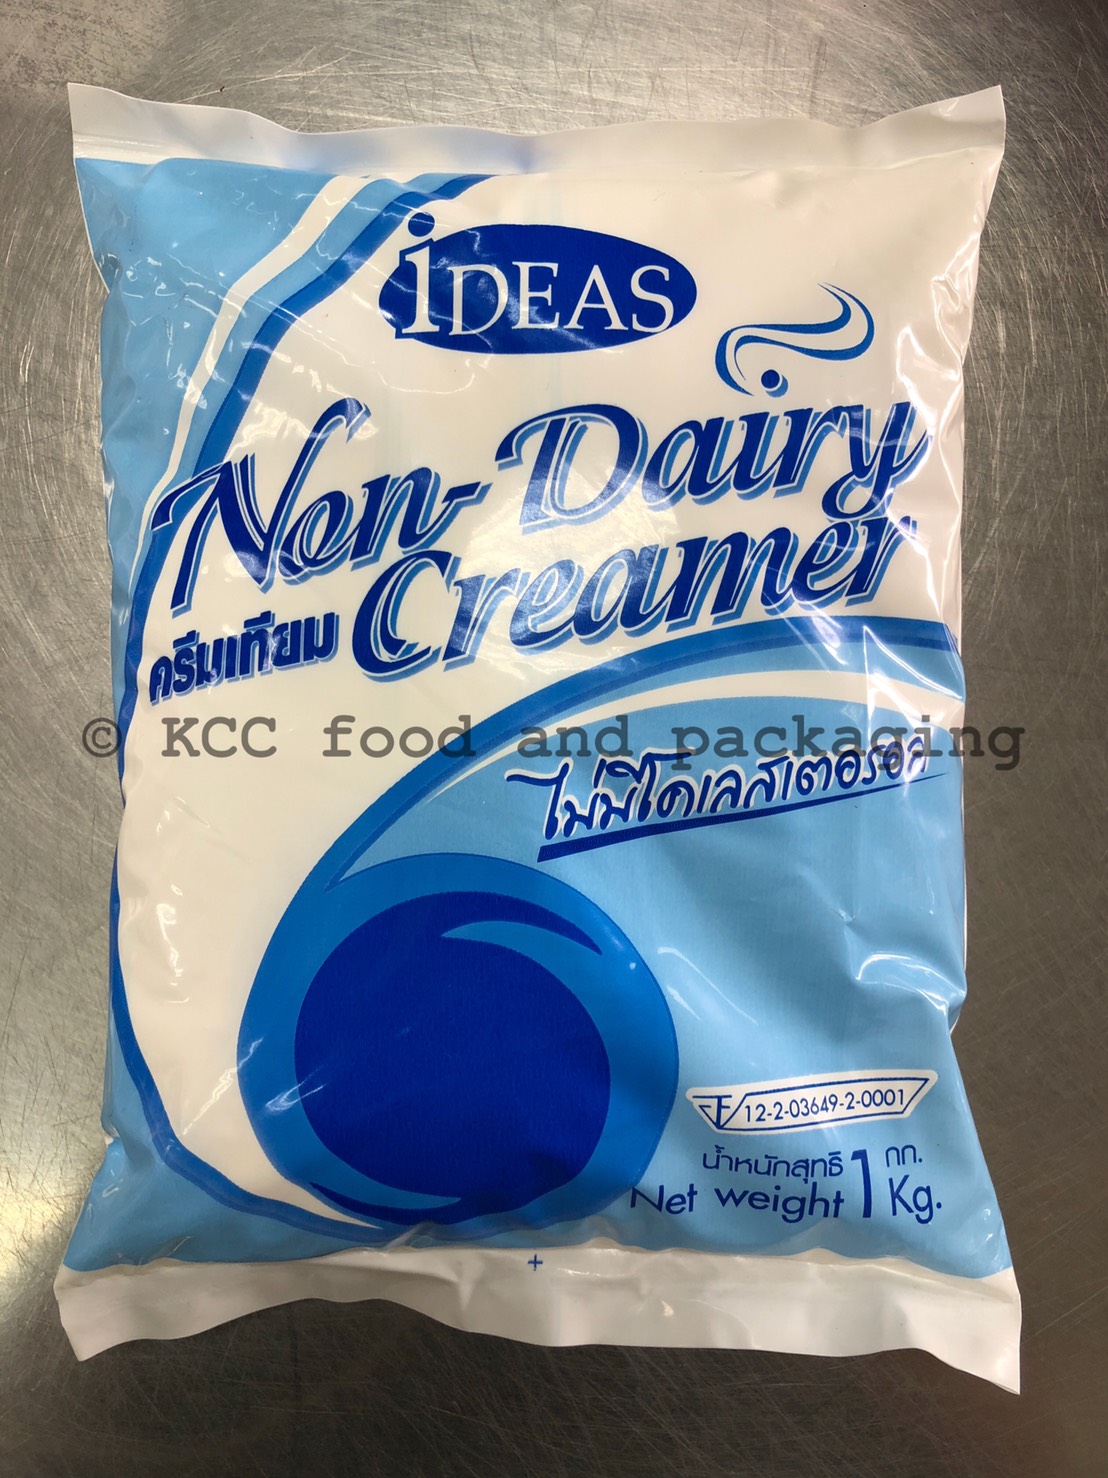 iDEAS
Non-Dairy
Creamer
ครีมเทียม
© KCC food and packaging
ไม่มีโคเลสเตอรอล
12-2-03649-2-0001
น้ำหนักสุทธิ 1 กก.
Net weight 1 Kg.